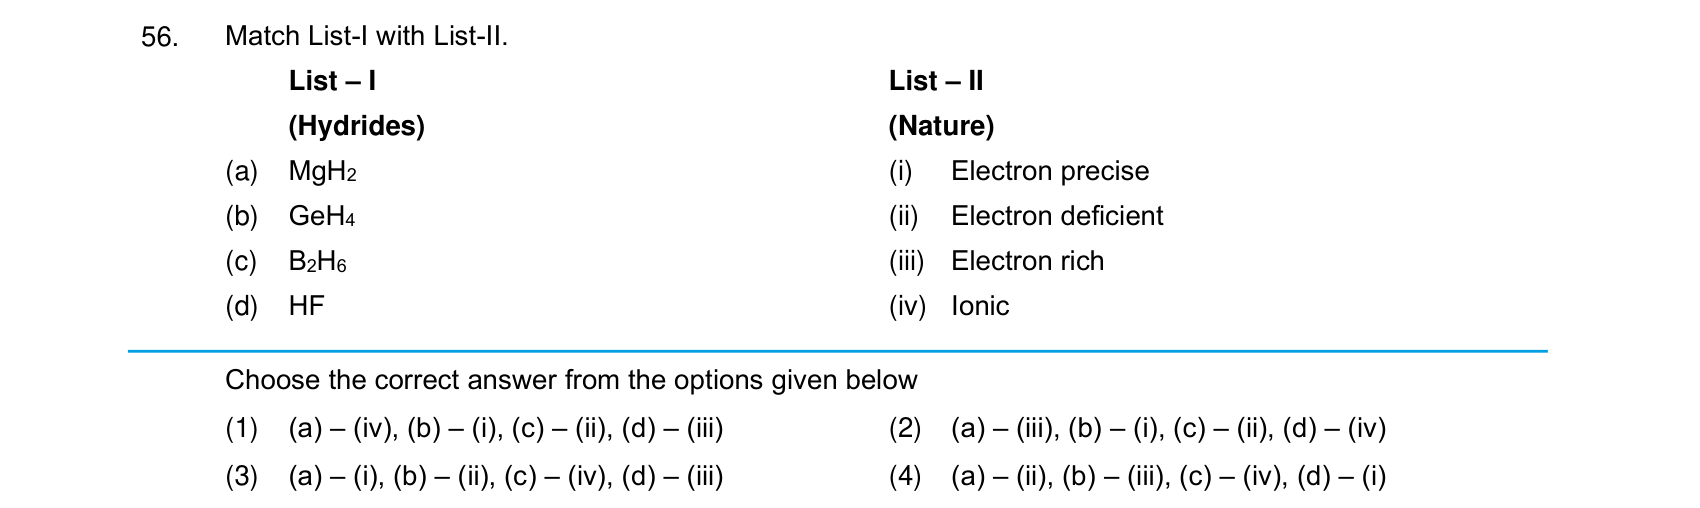 56. Match List-I with List-II.
List – I List – II
(Hydrides) (Nature)
(a) MgH2 (i) Electron precise
(b) GeH4 (ii) Electron deficient
(c) B2H6 (iii) Electron rich
(d) HF (iv) Ionic
Choose the correct answer from the options given below
(1) (a) – (iv), (b) – (i), (c) – (ii), (d) – (iii) (2) (a) – (iii), (b) – (i), (c) – (ii), (d) – (iv)
(3) (a) – (i), (b) – (ii), (c) – (iv), (d) – (iii) (4) (a) – (ii), (b) – (iii), (c) – (iv), (d) – (i)